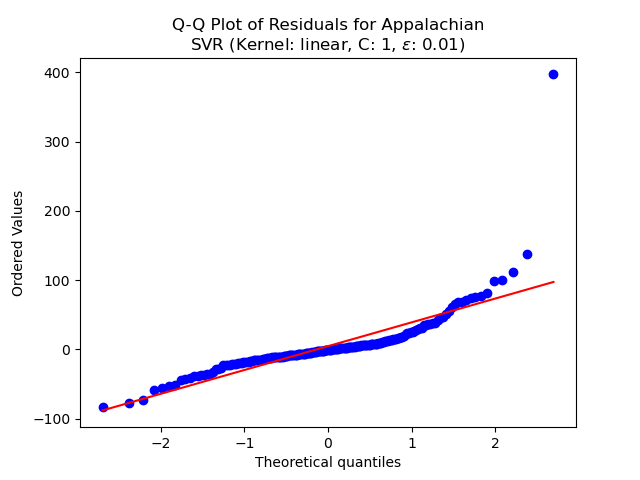 Q-Q Plot of Residuals for Appalachian
SVR (Kernel: linear, C: 1, ε: 0.01)
400
300
200
100
0
−100
Ordered Values
−2
−1
0
1
2
Theoretical quantiles